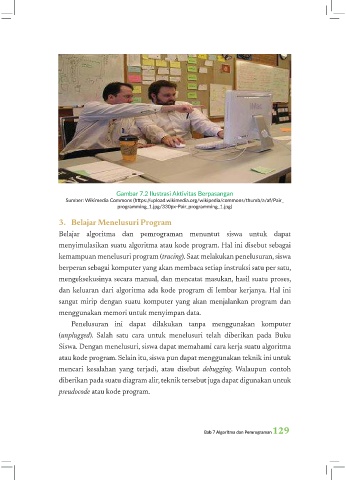 Gambar 7.2 Ilustrasi Aktivitas Berpasangan
Sumber: Wikimedia Commons (https://upload.wikimedia.org/wikipedia/commons/thumb/a/af/Pair_
programming_1.jpg/330px-Pair_programming_1.jpg)
3. Belajar Menelusuri Program
Belajar algoritma dan pemrograman menuntut siswa untuk dapat
menyimulasikan suatu algoritma atau kode program. Hal ini disebut sebagai
kemampuan menelusuri program (tracing). Saat melakukan penelusuran, siswa
berperan sebagai komputer yang akan membaca setiap instruksi satu per satu,
mengeksekusinya secara manual, dan mencatat masukan, hasil suatu proses,
dan keluaran dari algoritma ada kode program di lembar kerjanya. Hal ini
sangat mirip dengan suatu komputer yang akan menjalankan program dan
menggunakan memori untuk menyimpan data.
Penelusuran ini dapat dilakukan tanpa menggunakan komputer
(unplugged). Salah satu cara untuk menelusuri telah diberikan pada Buku
Siswa. Dengan menelusuri, siswa dapat memahami cara kerja suatu algoritma
atau kode program. Selain itu, siswa pun dapat menggunakan teknik ini untuk
mencari kesalahan yang terjadi, atau disebut debugging. Walaupun contoh
diberikan pada suatu diagram alir, teknik tersebut juga dapat digunakan untuk
pseudocode atau kode program.
Bab 7 Algoritma dan Pemrograman 129